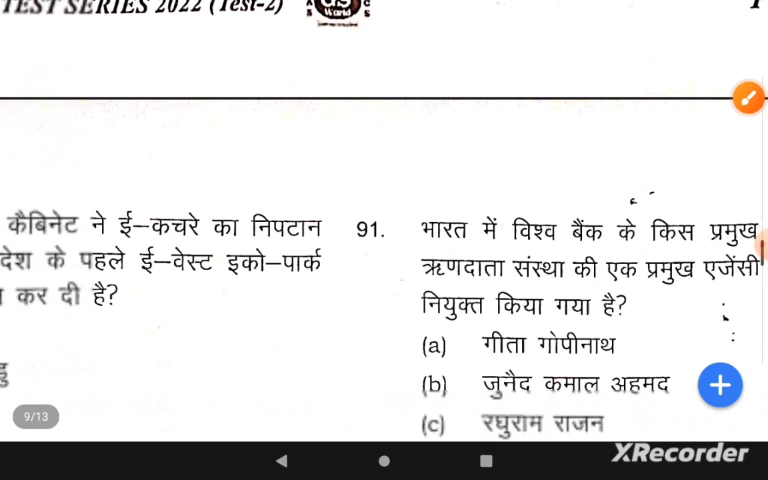 TEST SERIES 2022 (Test-2)
World
कैबिनेट ने ई–कचरे का निपटान
देश के पहले ई–वेस्ट इको–पार्क
कर दी है?
91. भारत में विश्व बैंक के किस प्रमुख
ऋणदाता संस्था की एक प्रमुख एजेंसी
नियुक्त किया गया है?
(a) गीता गोपीनाथ
(b) जुनैद कमाल अहमद
(c) रघुराम राजन
9/13
XRecorder